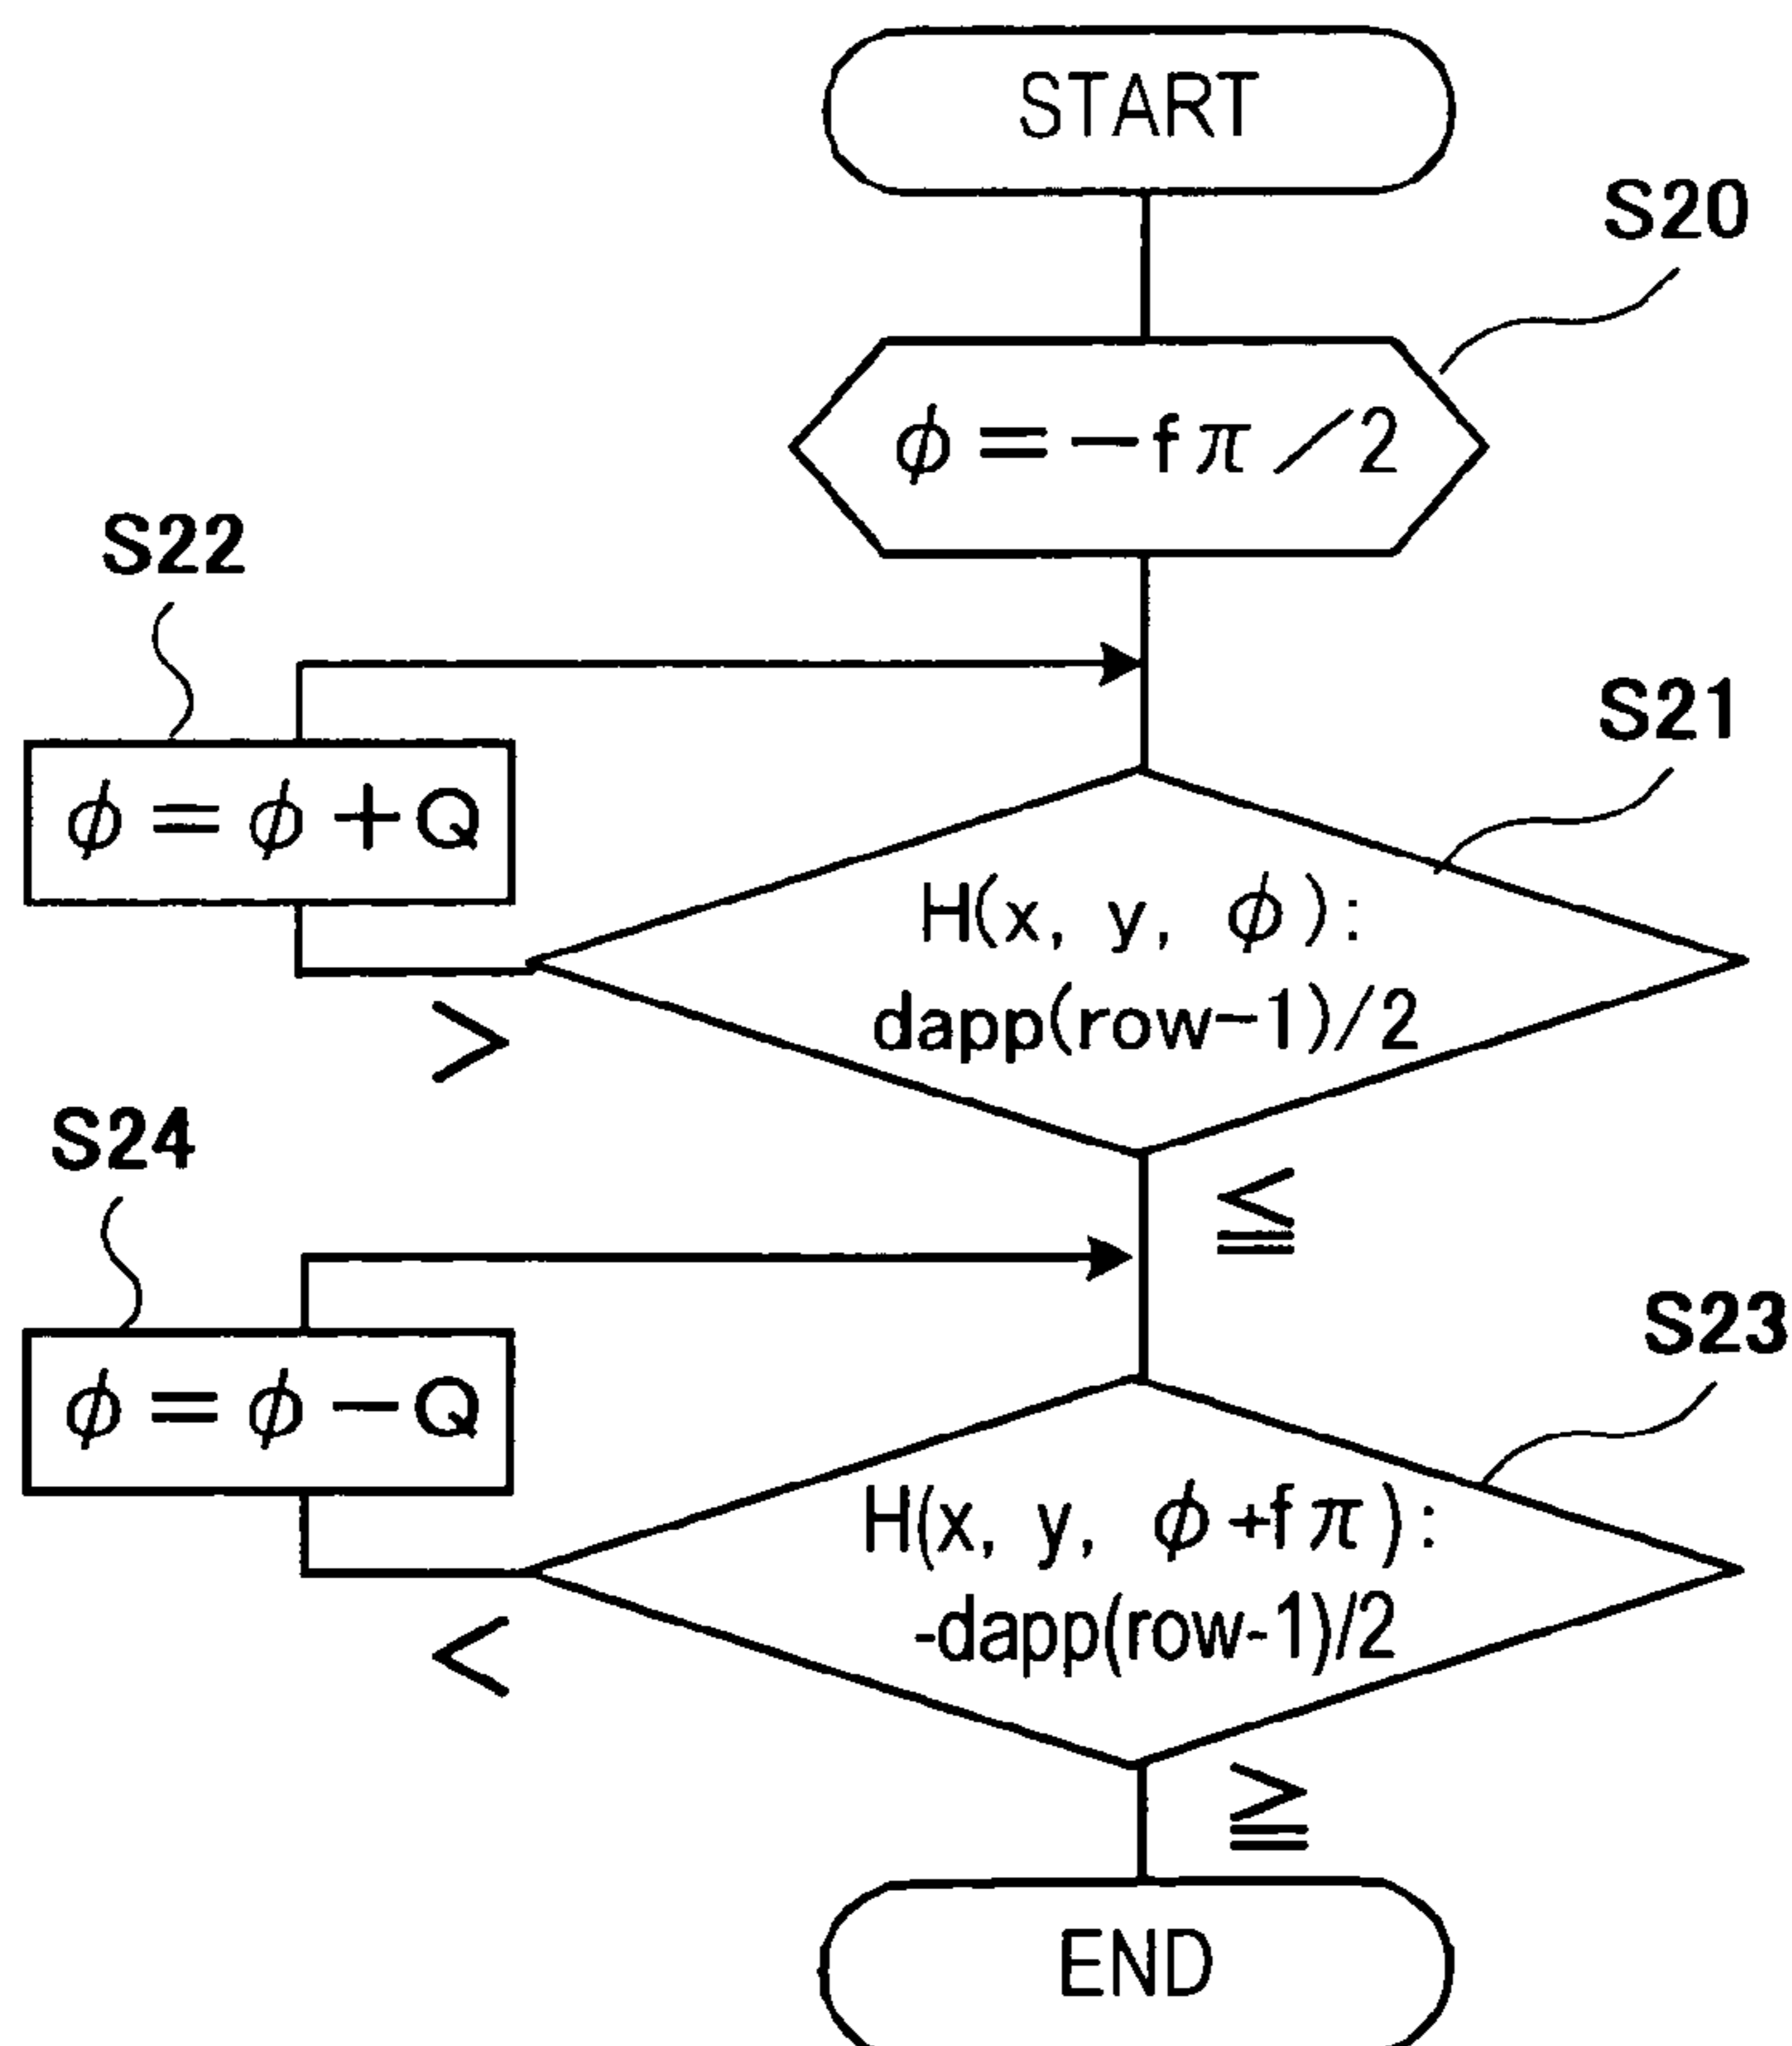 START
S20
ϕ=-fπ/2
S22
ϕ=ϕ+Q
S21
H(x, y, ϕ):
dapp(row-1)/2
>
≦
S24
ϕ=ϕ-Q
S23
H(x, y, ϕ+fπ):
-dapp(row-1)/2
<
≧
END